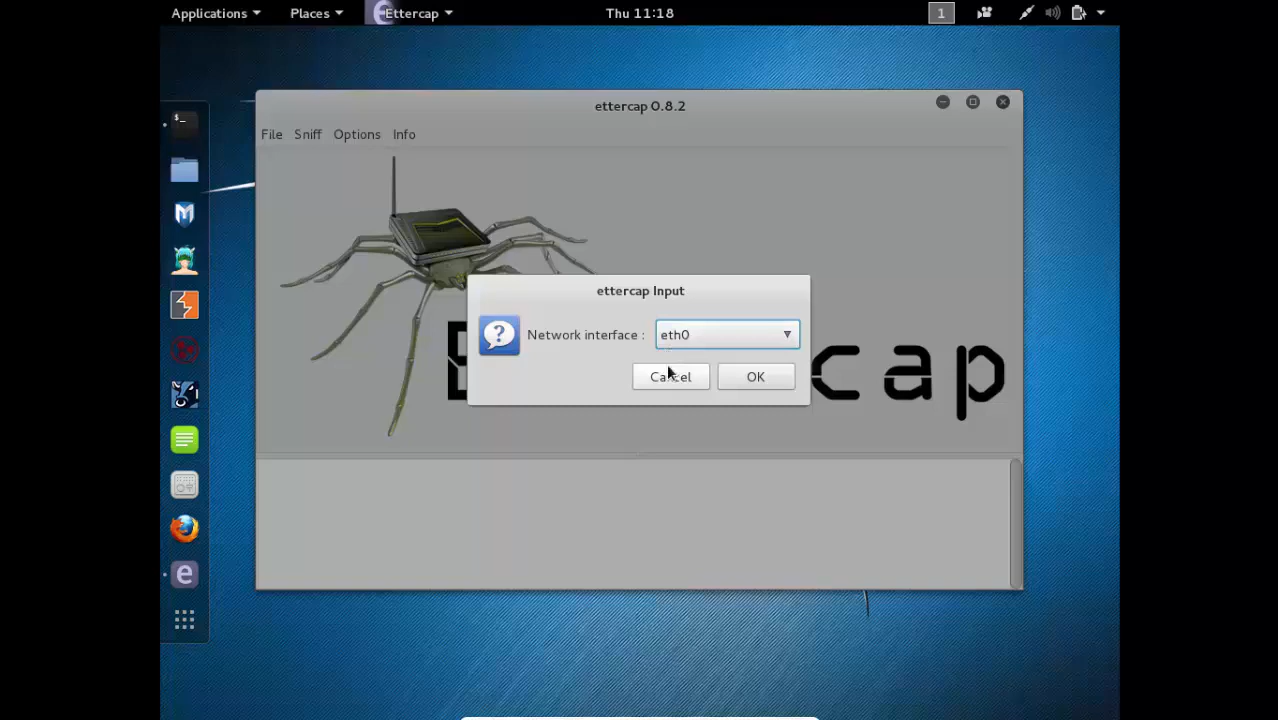 Applications Places Ettercap Thu 11:18 1
$_
ettercap 0.8.2
File Sniff Options Info
ettercap Input
Network interface : eth0
Cancel OK
cap
e